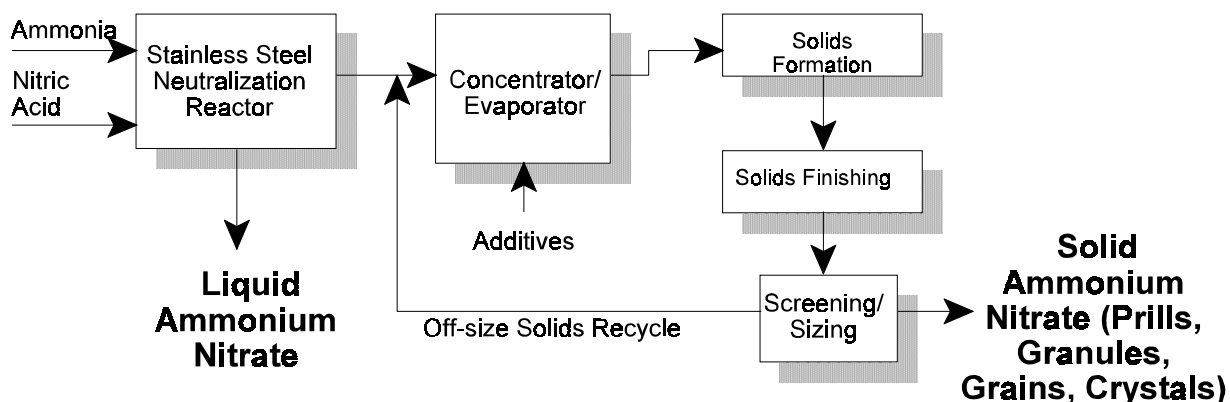 Ammonia
Nitric
Acid
Stainless Steel
Neutralization
Reactor
Concentrator/
Evaporator
Solids
Formation
Solids Finishing
Additives
Screening/
Sizing
Off-size Solids Recycle
Liquid
Ammonium
Nitrate
Solid
Ammonium
Nitrate (Prills,
Granules,
Grains, Crystals)